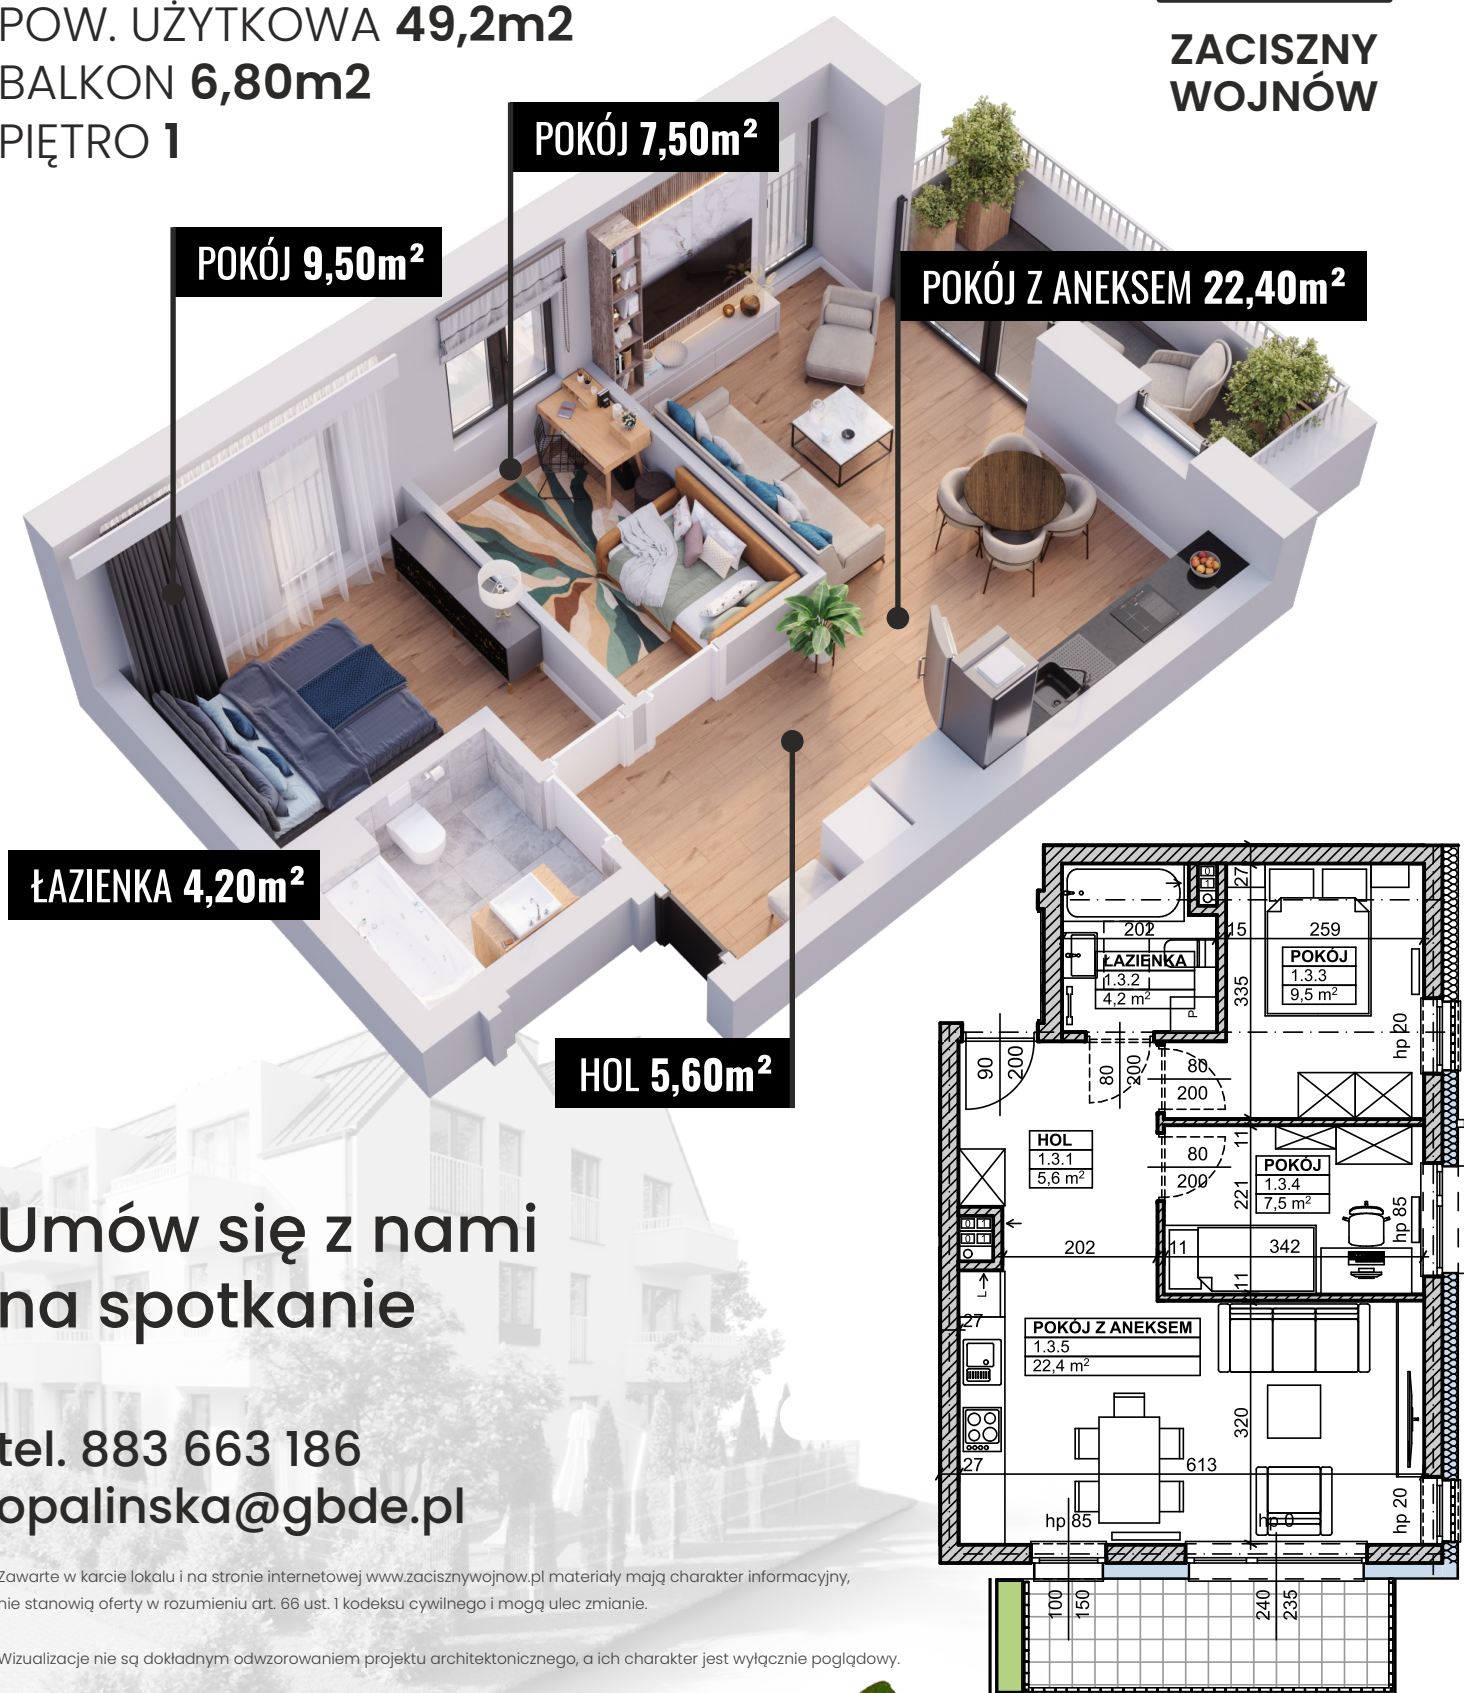 POW. UŻYTKOWA 49,2m2
BALKON 6,80m2
PIĘTRO 1
ZACISZNY
WOJNÓW
POKÓJ 7,50m²
POKÓJ 9,50m²
POKÓJ Z ANEKSEM 22,40m²
ŁAZIENKA 4,20m²
HOL 5,60m²
27
202
15
259
ŁAZIENKA
1.3.2
4,2 m²
POKÓJ
1.3.3
9,5 m²
335
hp 20
90
200
80
200
80
200
HOL
1.3.1
5,6 m²
11
80
200
POKÓJ
1.3.4
7,5 m²
221
hp 85
202
11
342
11
27
POKÓJ Z ANEKSEM
1.3.5
22,4 m²
320
27
613
hp 85
hp 0
hp 20
100
150
240
235
Umów się z nami
na spotkanie
tel. 883 663 186
opalinska@gbde.pl
Zawarte w karcie lokalu i na stronie internetowej www.zacisznywojnow.pl materiały mają charakter informacyjny,
nie stanowią oferty w rozumieniu art. 66 ust. 1 kodeksu cywilnego i mogą ulec zmianie.
Wizualizacje nie są dokładnym odwzorowaniem projektu architektonicznego, a ich charakter jest wyłącznie poglądowy.